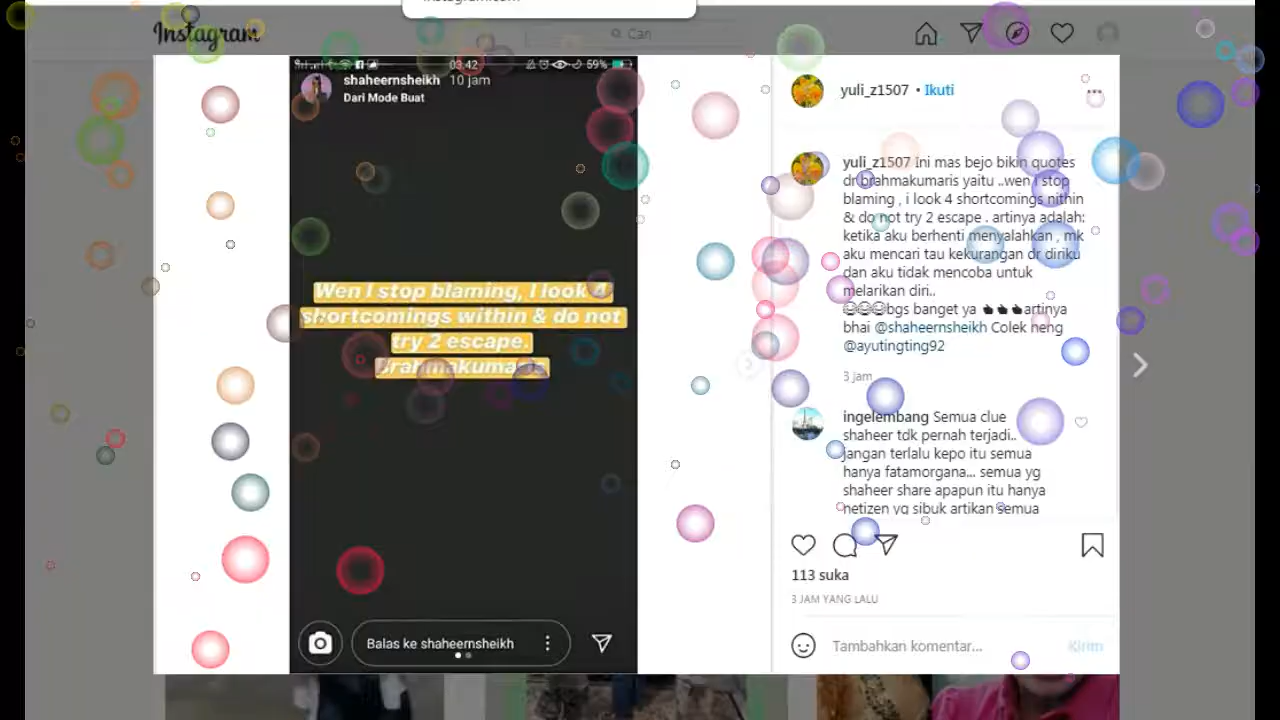 instagram.com
Instagram
Cari
03.42
59%
shaheernsheikh 10 jam
Dari Mode Buat
Wen I stop blaming, I look 4
shortcomings within & do not
try 2 escape.
Brahmakumaris
Balas ke shaheernsheikh
yuli_z1507 • Ikuti
yuli_z1507 Ini mas bejo bikin quotes
dr brahmakumaris yaitu ..wen I stop
blaming , i look 4 shortcomings nithin
& do not try 2 escape . artinya adalah:
ketika aku berhenti menyalahkan , mk
aku mencari tau kekurangan dr diriku
dan aku tidak mencoba untuk
melarikan diri..
😂😂😂bgs banget ya 👍👍👍artinya
bhai @shaheernsheikh Colek neng
@ayutingting92
3 jam
ingelembang Semua clue
shaheer tdk pernah terjadi..
jangan terlalu kepo itu semua
hanya fatamorgana... semua yg
shaheer share apapun itu hanya
netizen yg sibuk artikan semua
113 suka
3 JAM YANG LALU
Tambahkan komentar...
Kirim